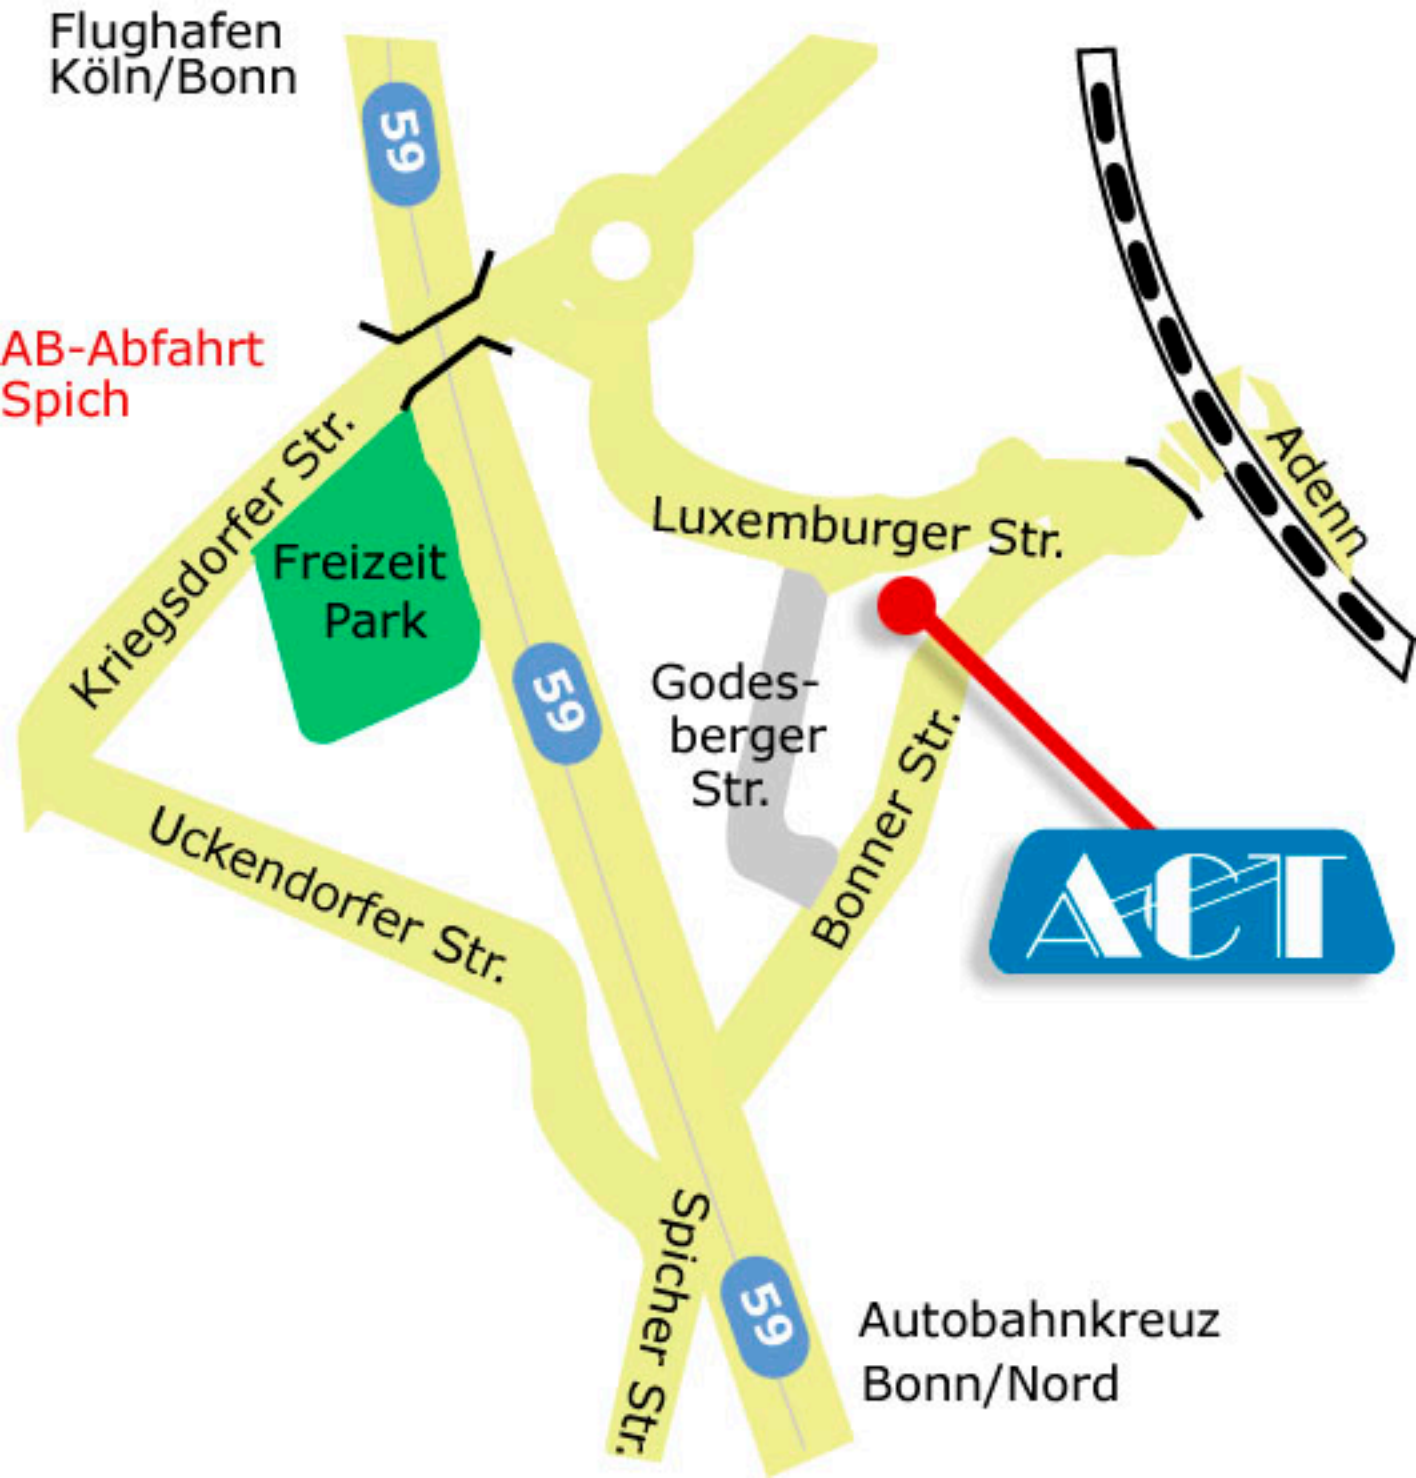 Flughafen
Köln/Bonn
59
AB-Abfahrt
Spich
Kriegsdorfer Str.
Freizeit
Park
Luxemburger Str.
Adenn
59
Godes-
berger
Str.
Bonner Str.
ACT
Uckendorfer Str.
Spicher Str.
59
Autobahnkreuz
Bonn/Nord